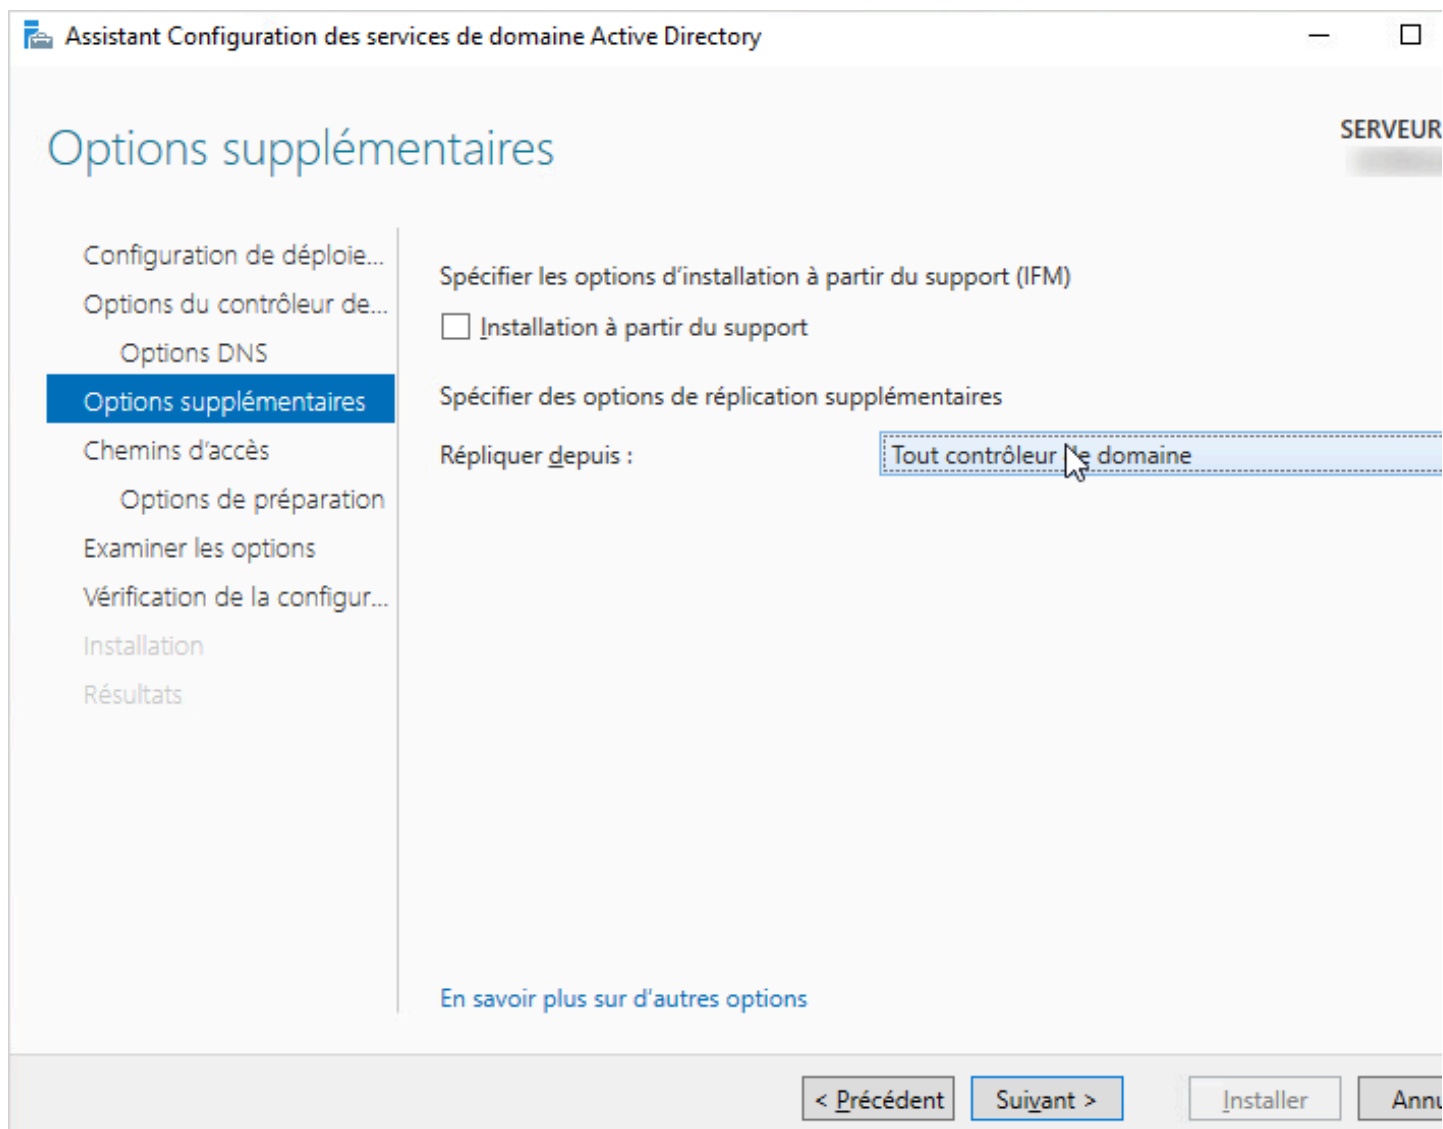 Assistant Configuration des services de domaine Active Directory
Options supplémentaires
SERVEUR
Configuration de déploie...
Options du contrôleur de...
Options DNS
Options supplémentaires
Chemins d'accès
Options de préparation
Examiner les options
Vérification de la configur...
Installation
Résultats
Spécifier les options d'installation à partir du support (IFM)
Installation à partir du support
Spécifier des options de réplication supplémentaires
Répliquer depuis : Tout contrôleur de domaine
En savoir plus sur d'autres options
< Précédent Suivant > Installer Annu